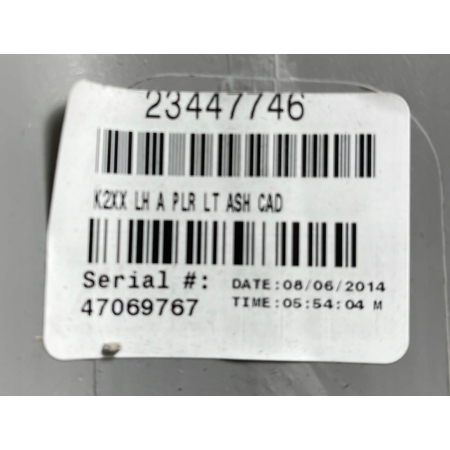 23447746
K2XX LH A PLR LT ASH CAD
Serial #:
47069767
DATE:08/06/2014
TIME:05:54:04 M